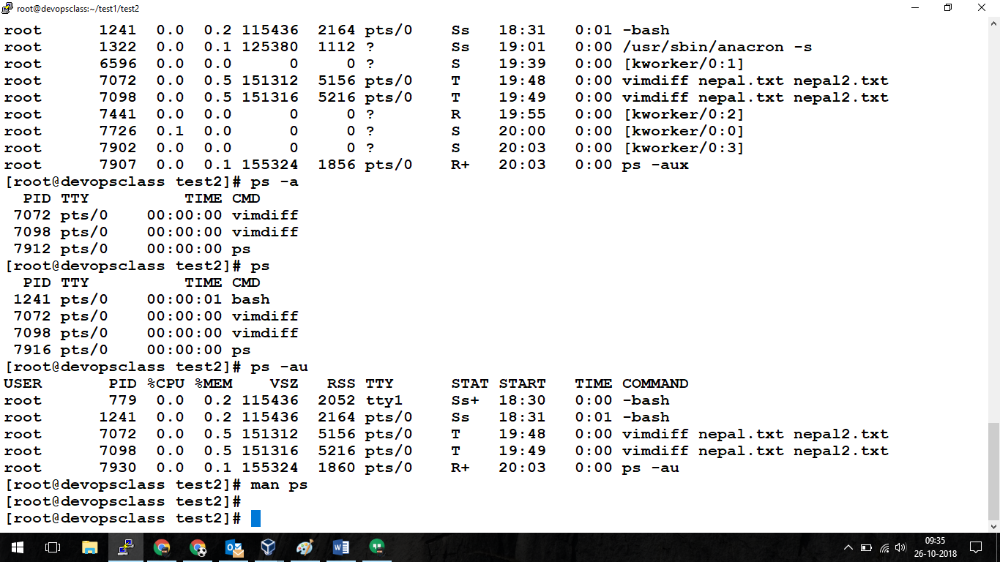 root@devopsclass:~/test1/test2
root      1241  0.0  0.2 115436  2164 pts/0    Ss   18:31   0:01 -bash
root      1322  0.0  0.1 125380  1112 ?        Ss   19:01   0:00 /usr/sbin/anacron -s
root      6596  0.0  0.0      0     0 ?        S    19:39   0:00 [kworker/0:1]
root      7072  0.0  0.5 151312  5156 pts/0    T    19:48   0:00 vimdiff nepal.txt nepal2.txt
root      7098  0.0  0.5 151316  5216 pts/0    T    19:49   0:00 vimdiff nepal.txt nepal2.txt
root      7441  0.0  0.0      0     0 ?        R    19:55   0:00 [kworker/0:2]
root      7726  0.1  0.0      0     0 ?        S    20:00   0:00 [kworker/0:0]
root      7902  0.0  0.0      0     0 ?        S    20:03   0:00 [kworker/0:3]
root      7907  0.0  0.1 155324  1856 pts/0    R+   20:03   0:00 ps -aux
[root@devopsclass test2]# ps -a
  PID TTY          TIME CMD
 7072 pts/0    00:00:00 vimdiff
 7098 pts/0    00:00:00 vimdiff
 7912 pts/0    00:00:00 ps
[root@devopsclass test2]# ps
  PID TTY          TIME CMD
 1241 pts/0    00:00:01 bash
 7072 pts/0    00:00:00 vimdiff
 7098 pts/0    00:00:00 vimdiff
 7916 pts/0    00:00:00 ps
[root@devopsclass test2]# ps -au
USER       PID %CPU %MEM    VSZ   RSS TTY      STAT START   TIME COMMAND
root       779  0.0  0.2 115436  2052 tty1     Ss+  18:30   0:00 -bash
root      1241  0.0  0.2 115436  2164 pts/0    Ss   18:31   0:01 -bash
root      7072  0.0  0.5 151312  5156 pts/0    T    19:48   0:00 vimdiff nepal.txt nepal2.txt
root      7098  0.0  0.5 151316  5216 pts/0    T    19:49   0:00 vimdiff nepal.txt nepal2.txt
root      7930  0.0  0.1 155324  1860 pts/0    R+   20:03   0:00 ps -au
[root@devopsclass test2]# man ps
[root@devopsclass test2]#
[root@devopsclass test2]#
09:35
26-10-2018